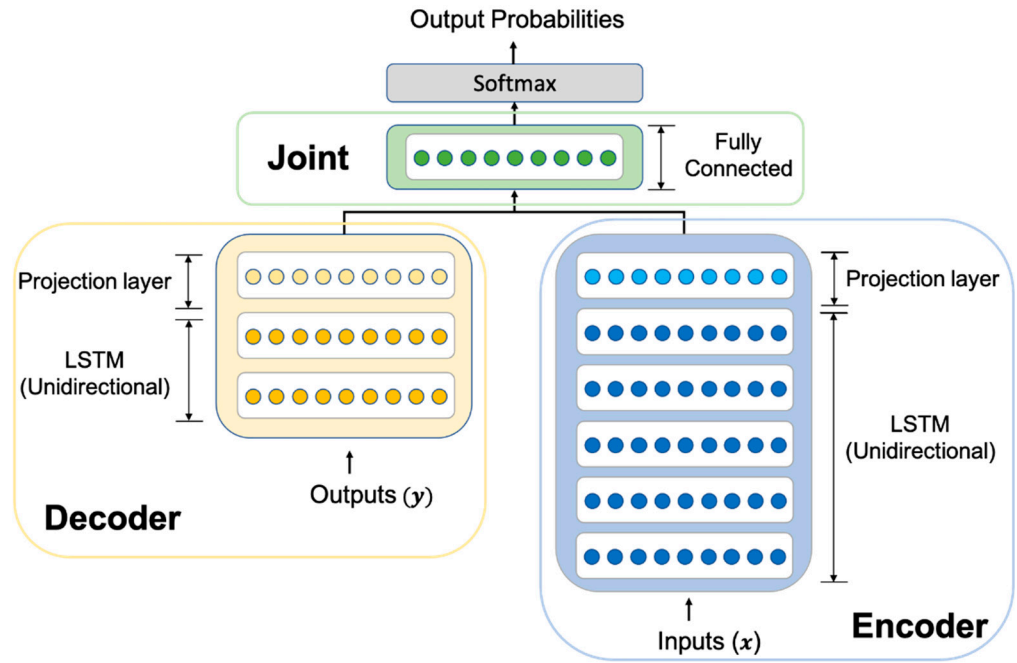 Output Probabilities
Softmax
Joint
Fully
Connected
Projection layer
LSTM
(Unidirectional)
Outputs (y)
Decoder
Projection layer
LSTM
(Unidirectional)
Inputs (x)
Encoder